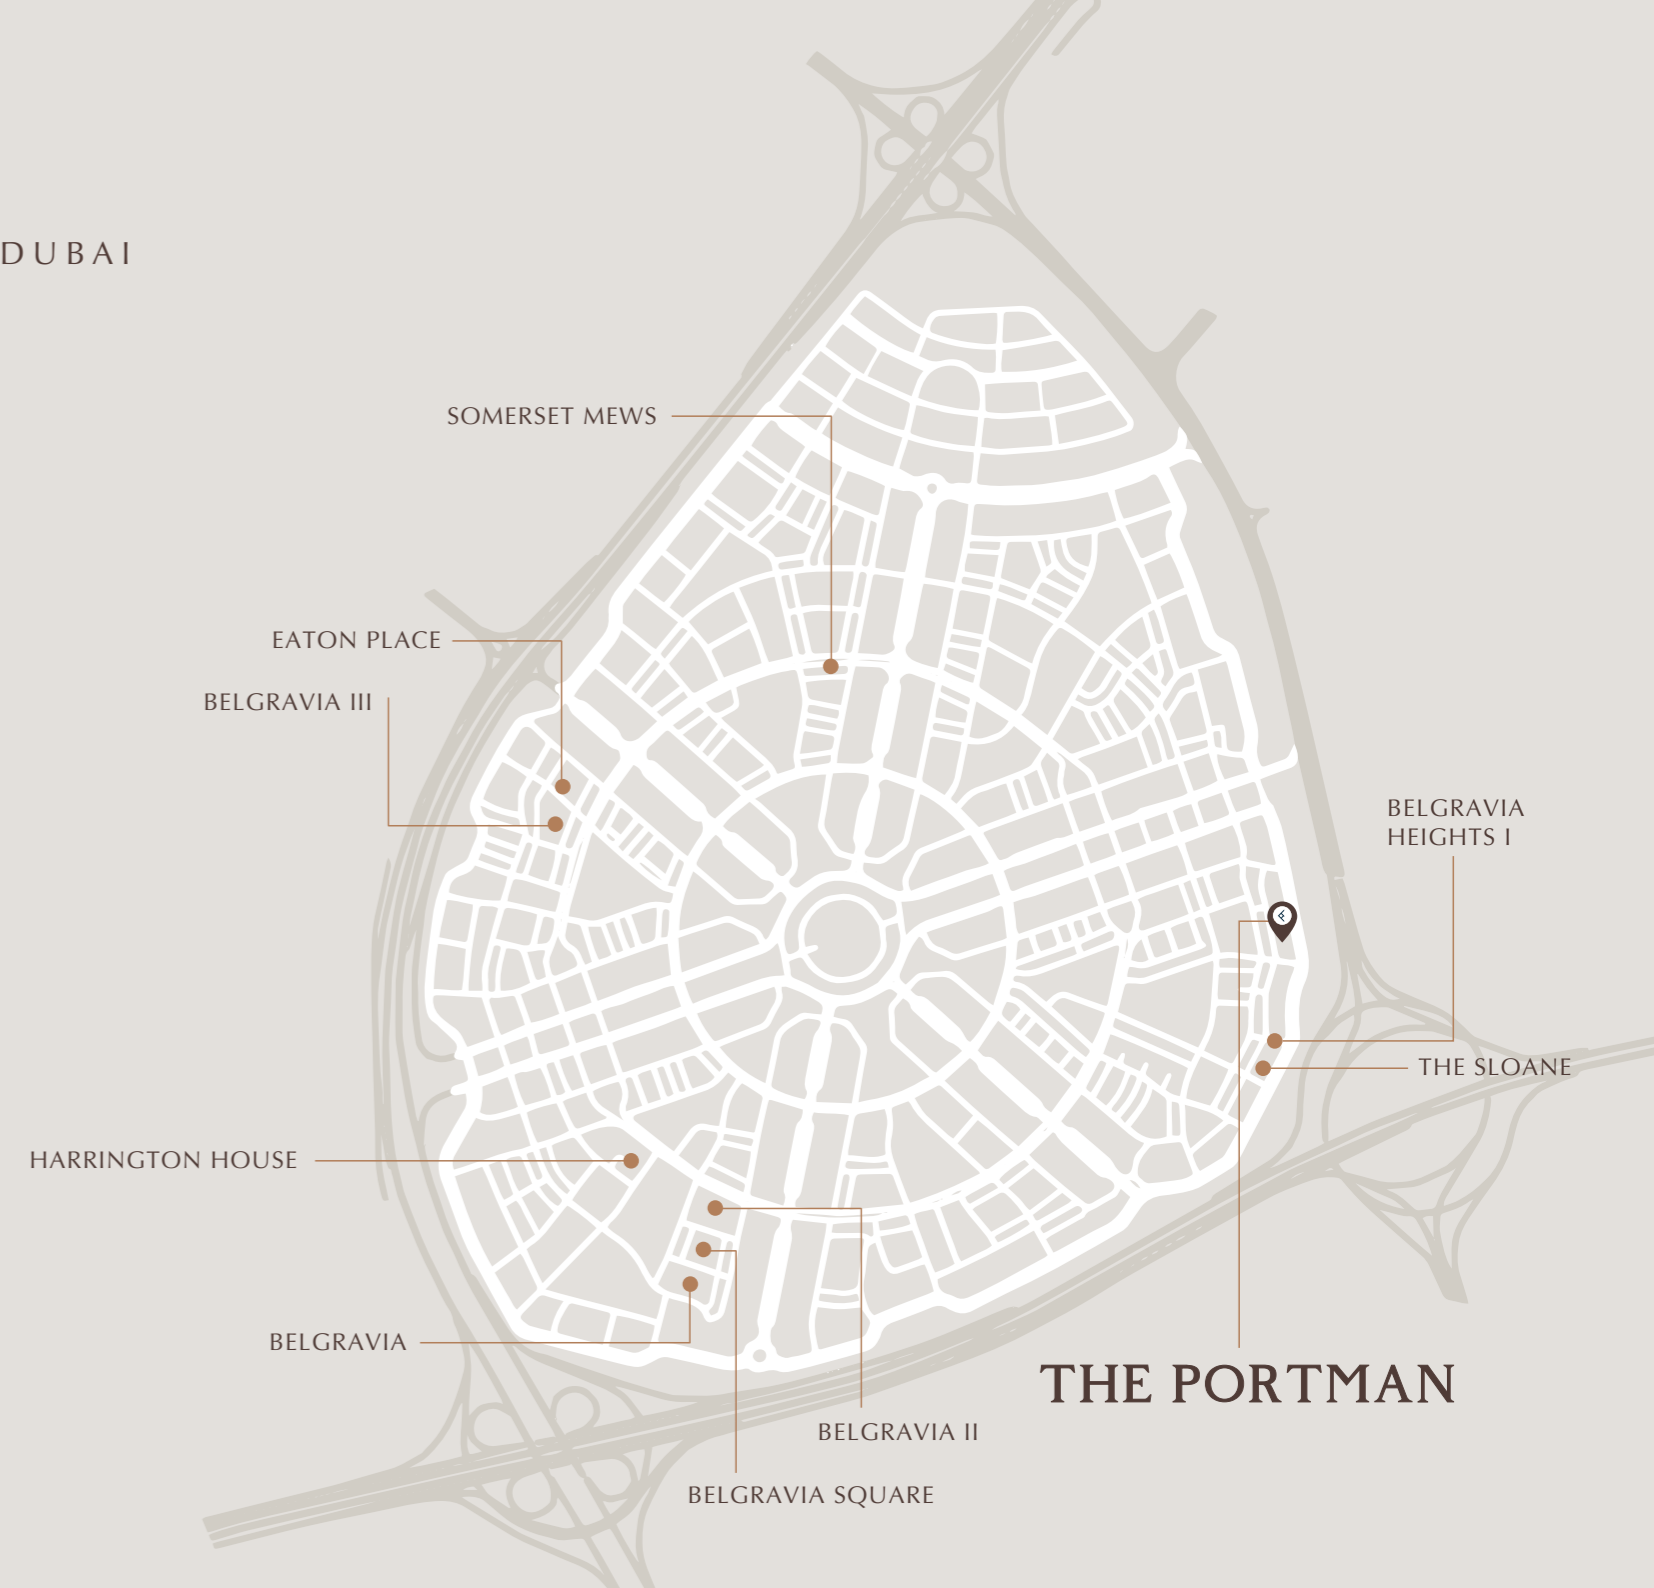 DUBAI
SOMERSET MEWS
EATON PLACE
BELGRAVIA III
BELGRAVIA
HEIGHTS I
THE SLOANE
HARRINGTON HOUSE
BELGRAVIA
THE PORTMAN
BELGRAVIA II
BELGRAVIA SQUARE